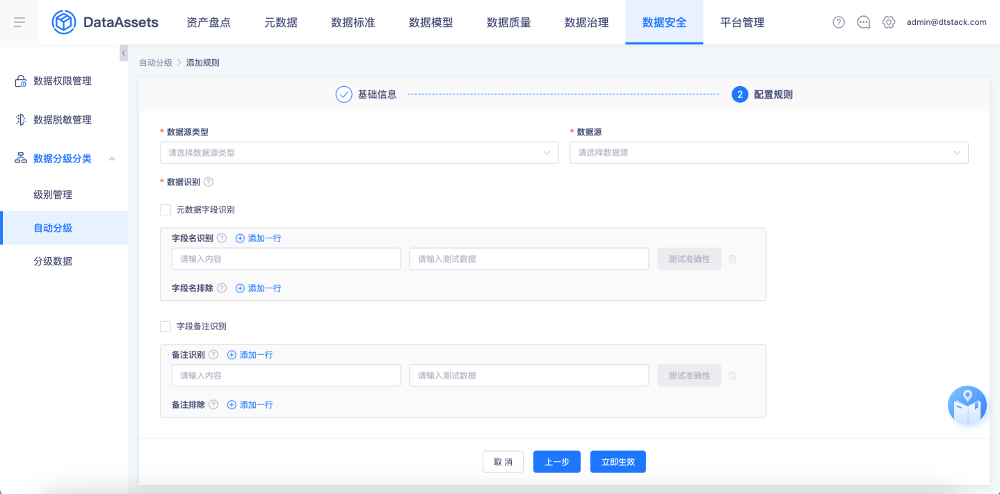 DataAssets 资产盘点 元数据 数据标准 数据模型 数据质量 数据治理 数据安全 平台管理 admin@dtstack.com
数据权限管理
数据脱敏管理
数据分级分类
级别管理
自动分级
分级数据
自动分级 > 添加规则
基础信息 2 配置规则
* 数据源类型 * 数据源
请选择数据源类型 请选择数据源
* 数据识别 ?
元数据字段识别
字段名识别 ? 添加一行
请输入内容 请输入测试数据 测试准确性
字段名排除 ? 添加一行
字段备注识别
备注识别 ? 添加一行
请输入内容 请输入测试数据 测试准确性
备注排除 ? 添加一行
取 消 上一步 立即生效